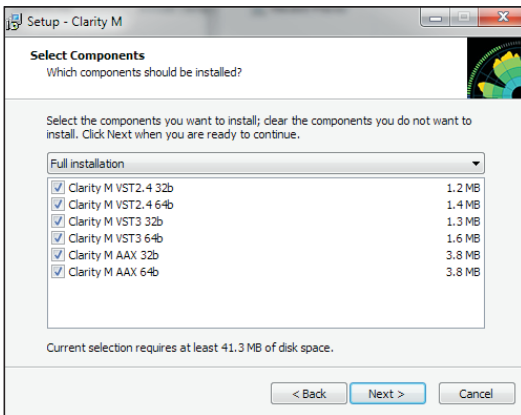 Setup - Clarity M
Select Components
Which components should be installed?
Select the components you want to install; clear the components you do not want to
install. Click Next when you are ready to continue.
Full installation
Clarity M VST2.4 32b 1.2 MB
Clarity M VST2.4 64b 1.4 MB
Clarity M VST3 32b 1.3 MB
Clarity M VST3 64b 1.6 MB
Clarity M AAX 32b 3.8 MB
Clarity M AAX 64b 3.8 MB
Current selection requires at least 41.3 MB of disk space.
< Back Next > Cancel